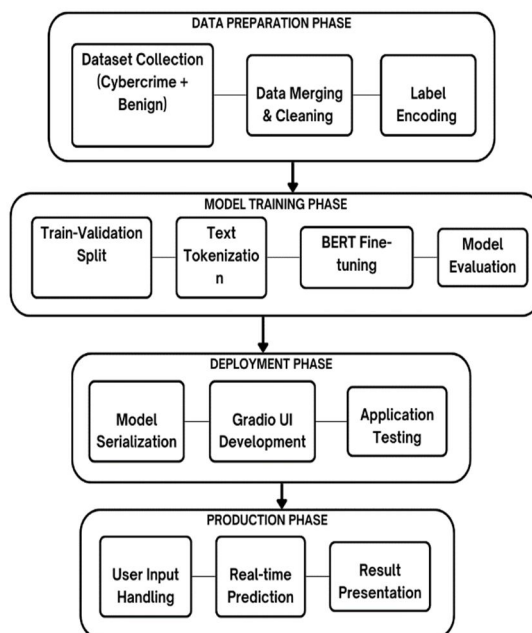 DATA PREPARATION PHASE
Dataset Collection
(Cybercrime +
Benign)
Data Merging
& Cleaning
Label
Encoding
MODEL TRAINING PHASE
Train-Validation
Split
Text
Tokenizatio
n
BERT Fine-
tuning
Model
Evaluation
DEPLOYMENT PHASE
Model
Serialization
Gradio UI
Development
Application
Testing
PRODUCTION PHASE
User Input
Handling
Real-time
Prediction
Result
Presentation